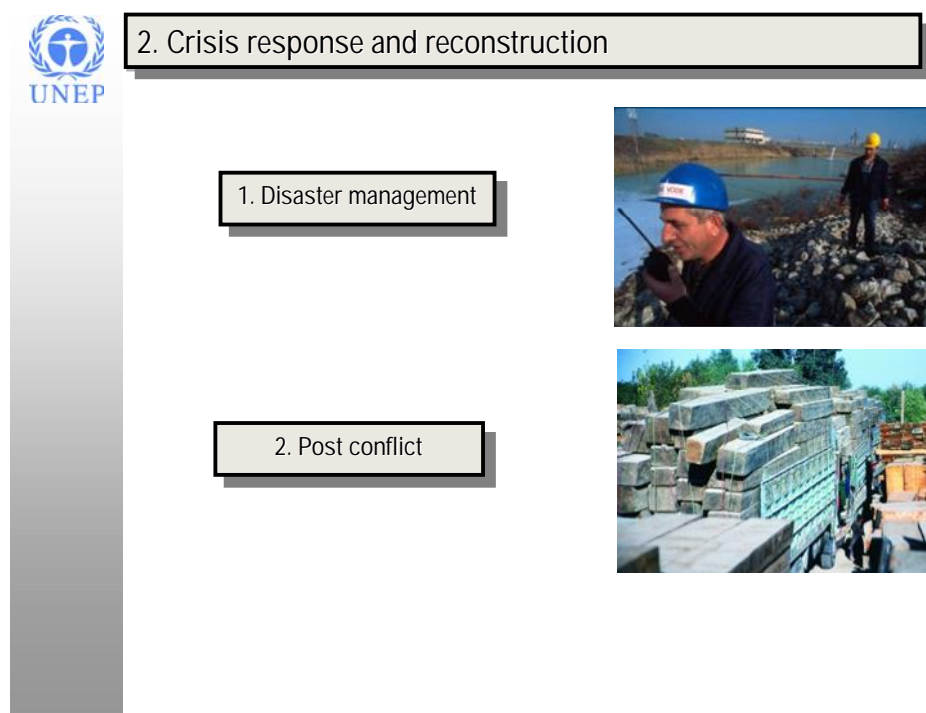 UNEP
2. Crisis response and reconstruction
1. Disaster management
2. Post conflict